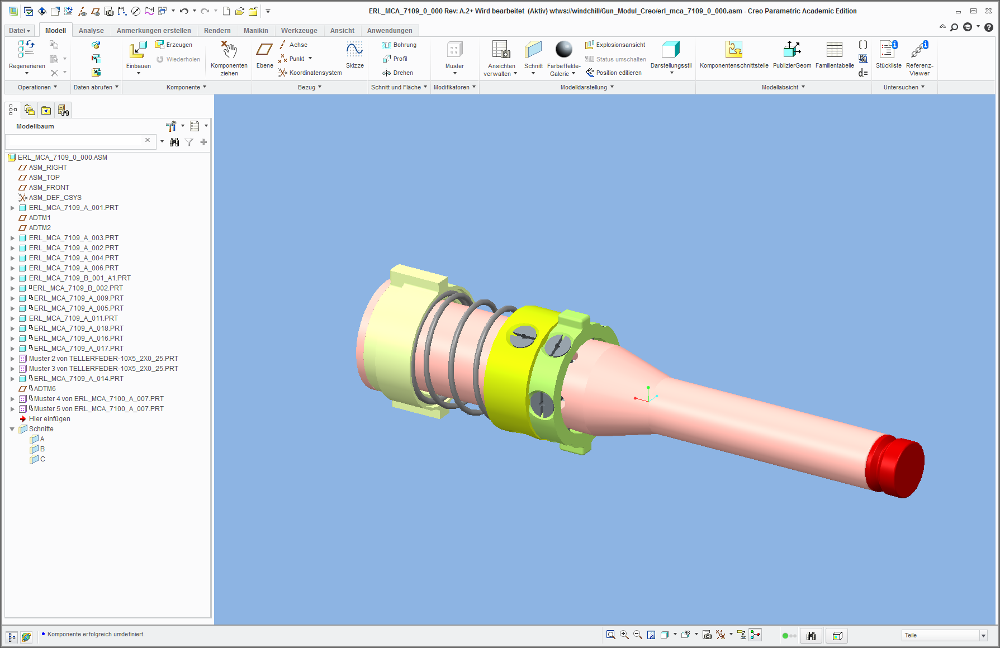 ERL_MCA_7109_0_000 Rev: A.2+ Wird bearbeitet (Aktiv) wtws://windchill/Gun_Modul_Creo/erl_mca_7109_0_000.asm - Creo Parametric Academic Edition
Datei Modell Analyse Anmerkungen erstellen Rendern Manikin Werkzeuge Ansicht Anwendungen
Regenerieren
Einbauen
Erzeugen
Wiederholen
Komponenten
ziehen
Ebene
Achse
Punkt
Koordinatensystem
Skizze
Bohrung
Profil
Drehen
Muster
Ansichten
verwalten
Schnitt
Farbeffekte-
Galerie
Explosionsansicht
Status umschalten
Position editieren
Darstellungsstil
Komponentenschnittstelle
PublizierGeom
Familientabelle
d=
Stückliste
Referenz-
Viewer
Operationen Daten abrufen Komponente Bezug Schnitt und Fläche Modifikatoren Modelldarstellung Modellabsicht Untersuchen
Modellbaum
ERL_MCA_7109_0_000.ASM
ASM_RIGHT
ASM_TOP
ASM_FRONT
ASM_DEF_CSYS
ERL_MCA_7109_A_001.PRT
ADTM1
ADTM2
ERL_MCA_7109_A_003.PRT
ERL_MCA_7109_A_002.PRT
ERL_MCA_7109_A_004.PRT
ERL_MCA_7109_A_006.PRT
ERL_MCA_7109_B_001_A1.PRT
ERL_MCA_7109_B_002.PRT
ERL_MCA_7109_A_009.PRT
ERL_MCA_7109_A_005.PRT
ERL_MCA_7109_A_011.PRT
ERL_MCA_7109_A_018.PRT
ERL_MCA_7109_A_016.PRT
ERL_MCA_7109_A_017.PRT
Muster 2 von TELLERFEDER-10X5_2X0_25.PRT
Muster 3 von TELLERFEDER-10X5_2X0_25.PRT
ERL_MCA_7109_A_014.PRT
ADTM6
Muster 4 von ERL_MCA_7100_A_007.PRT
Muster 5 von ERL_MCA_7100_A_007.PRT
Hier einfügen
Schnitte
A
B
C
Komponente erfolgreich umdefiniert.
Teile